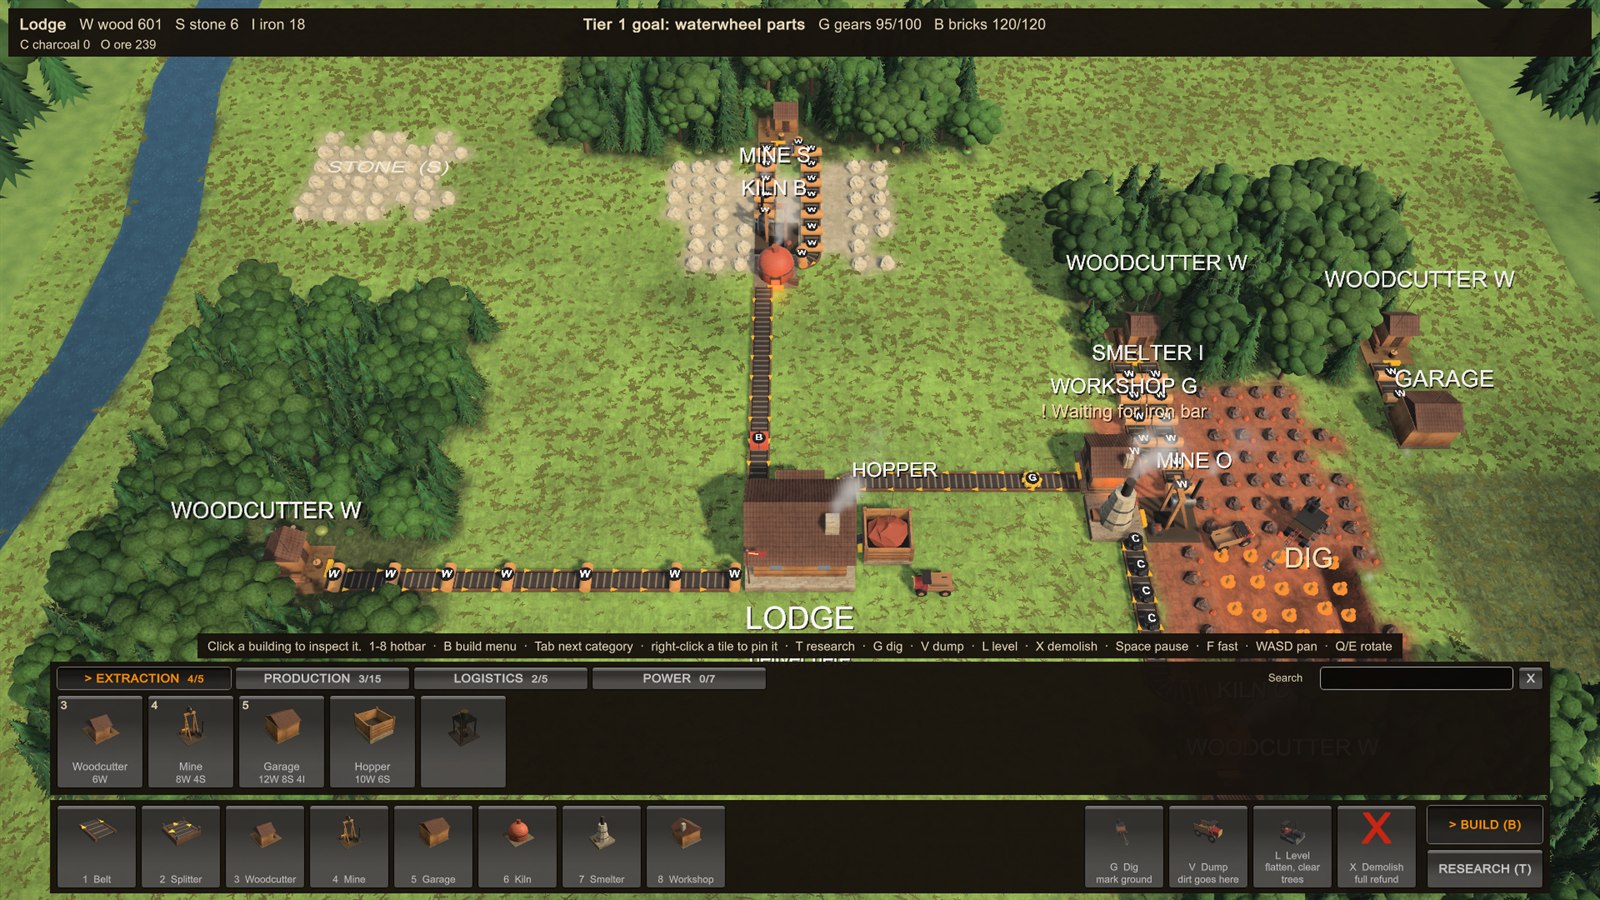 Lodge W wood 601 S stone 6 I iron 18
C charcoal 0 O ore 239
Tier 1 goal: waterwheel parts G gears 95/100 B bricks 120/120
STONE (S)
MINE S
KILN B
WOODCUTTER W
WOODCUTTER W
SMELTER I
WORKSHOP G
! Waiting for iron bar
GARAGE
MINE O
HOPPER
WOODCUTTER W
DIG
LODGE
Click a building to inspect it. 1-8 hotbar · B build menu · Tab next category · right-click a tile to pin it · T research · G dig · V dump · L level · X demolish · Space pause · F fast · WASD pan · Q/E rotate
> EXTRACTION 4/5
PRODUCTION 3/15
LOGISTICS 2/5
POWER 0/7
Search
X
WOODCUTTER W
3
Woodcutter
6W
4
Mine
8W 4S
5
Garage
12W 8S 4I
Hopper
10W 6S
1 Belt
2 Splitter
3 Woodcutter
4 Mine
5 Garage
6 Kiln
7 Smelter
8 Workshop
G Dig
mark ground
V Dump
dirt goes here
L Level
flatten, clear
trees
X Demolish
full refund
> BUILD (B)
RESEARCH (T)